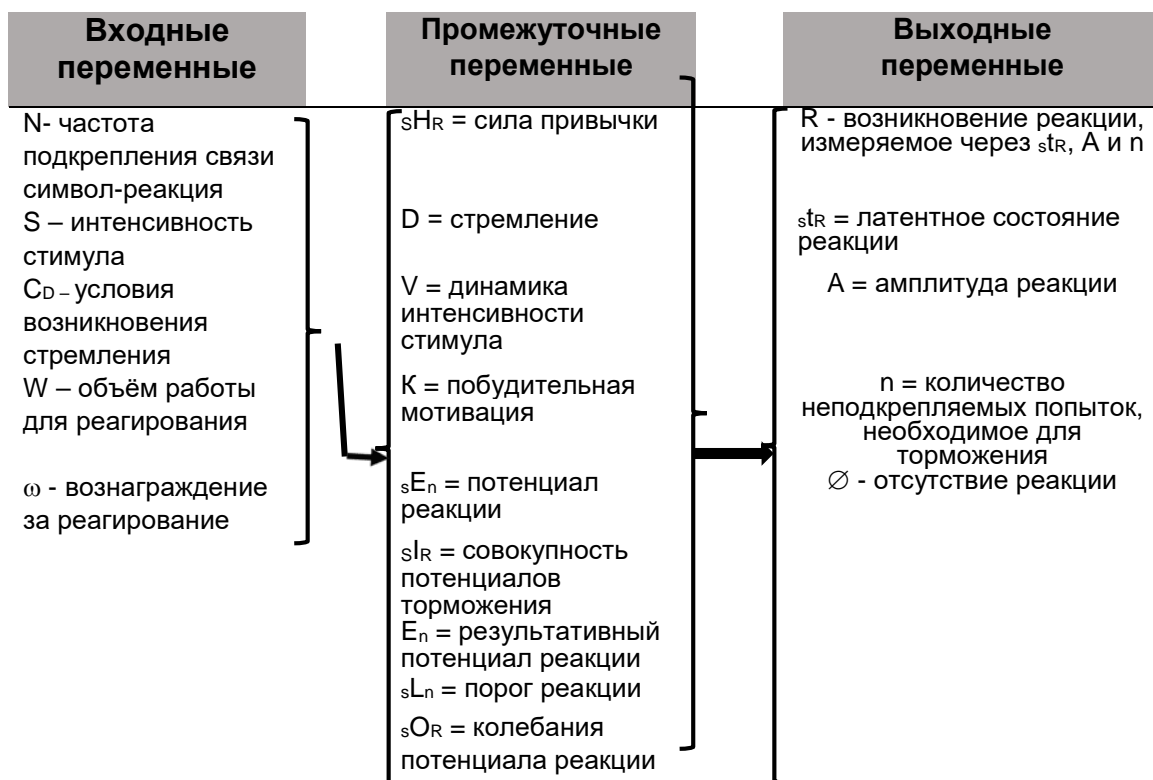 Входные
переменные
Промежуточные
переменные
Выходные
переменные
N- частота
подкрепления связи
символ-реакция
S – интенсивность
стимула
CD – условия
возникновения
стремления
W – объём работы
для реагирования
ω - вознаграждение
за реагирование
sHR = сила привычки
D = стремление
V = динамика
интенсивности
стимула
К = побудительная
мотивация
sEn = потенциал
реакции
sIR = совокупность
потенциалов
торможения
En = результативный
потенциал реакции
sLn = порог реакции
sOR = колебания
потенциала реакции
R - возникновение реакции,
измеряемое через stR, A и n
stR = латентное состояние
реакции
A = амплитуда реакции
n = количество
неподкрепляемых попыток,
необходимое для
торможения
∅ - отсутствие реакции